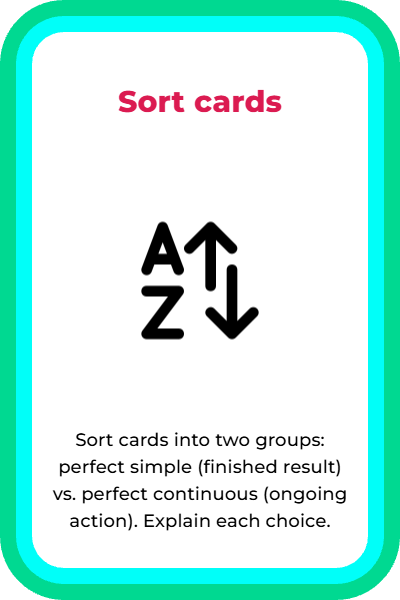 Sort cards
A
Z
Sort cards into two groups:
perfect simple (finished result)
vs. perfect continuous (ongoing
action). Explain each choice.